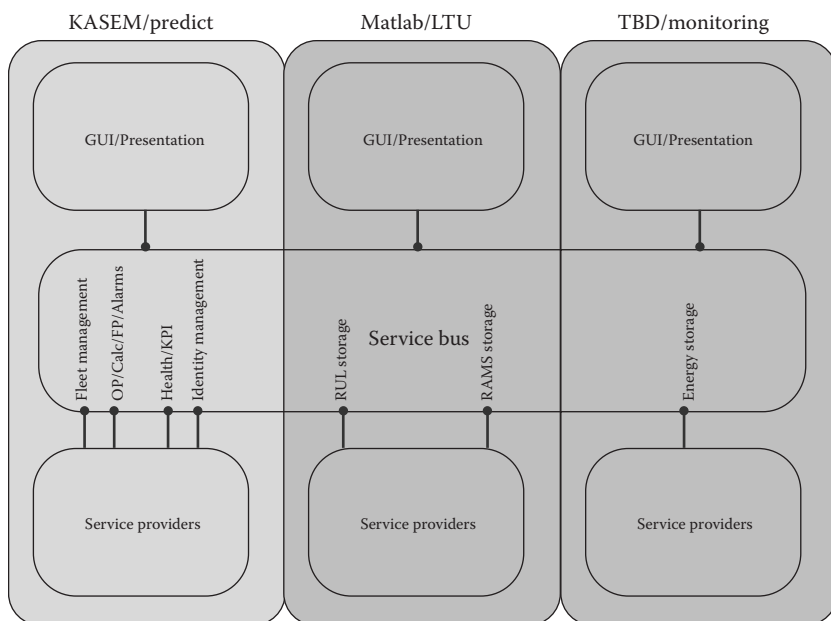 KASEM/predict
Matlab/LTU
TBD/monitoring
GUI/Presentation
GUI/Presentation
GUI/Presentation
Fleet management
OP/Calc/FP/Alarms
Health/KPI
Identity management
RUL storage
Service bus
RAMS storage
Energy storage
Service providers
Service providers
Service providers